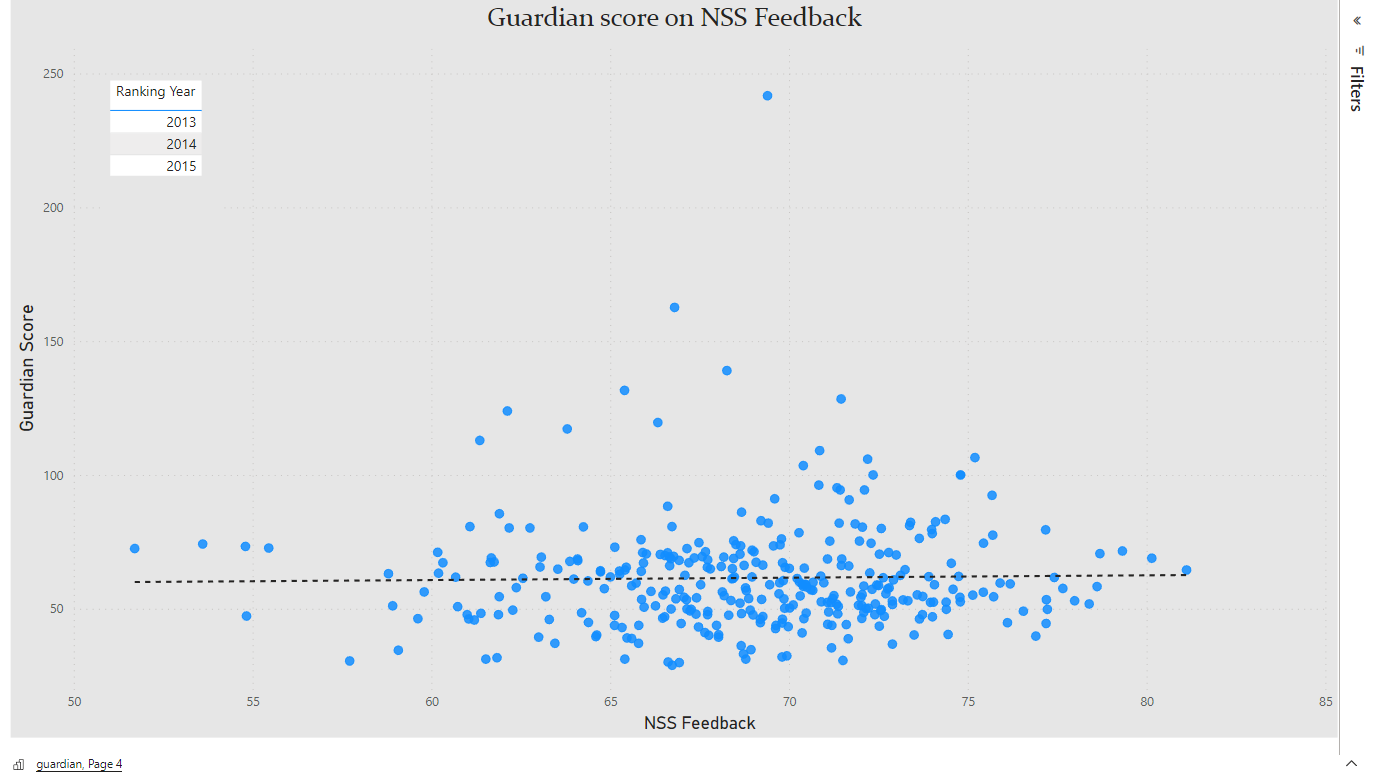 Guardian score on NSS Feedback
Filters
250
200
150
100
50
Guardian Score
Ranking Year
2013
2014
2015
50
55
60
65
70
75
80
85
NSS Feedback
guardian, Page 4